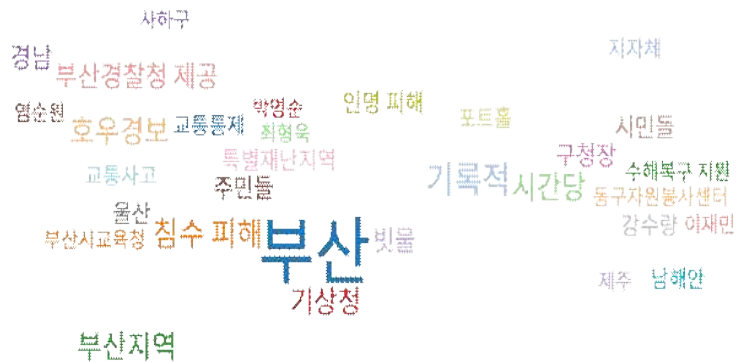 사하구
지자체
경남
부산경찰청 제공
염순원
호우경보
교통통제
박영순
인명 피해
포트홀
시민들
최형욱
특별재난지역
구청장
수해복구 지원
교통사고
주민들
기록적
시간당
동구자원봉사센터
울산
강수량
이재민
부산시교육청
침수 피해
부산
빗물
제주
남해안
기상청
부산지역